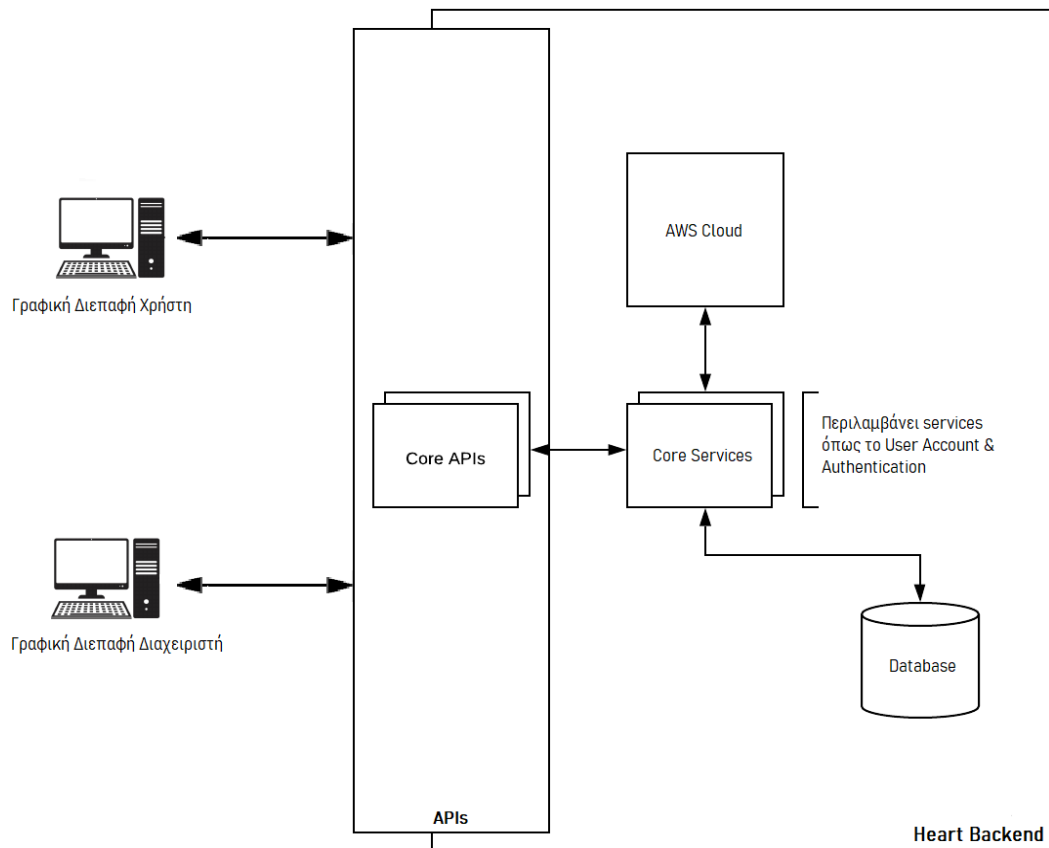 AWS Cloud
Γραφική Διεπαφή Χρήστη
Core APIs
Core Services
Περιλαμβάνει services
όπως το User Account &
Authentication
Γραφική Διεπαφή Διαχειριστή
Database
APIs
Heart Backend